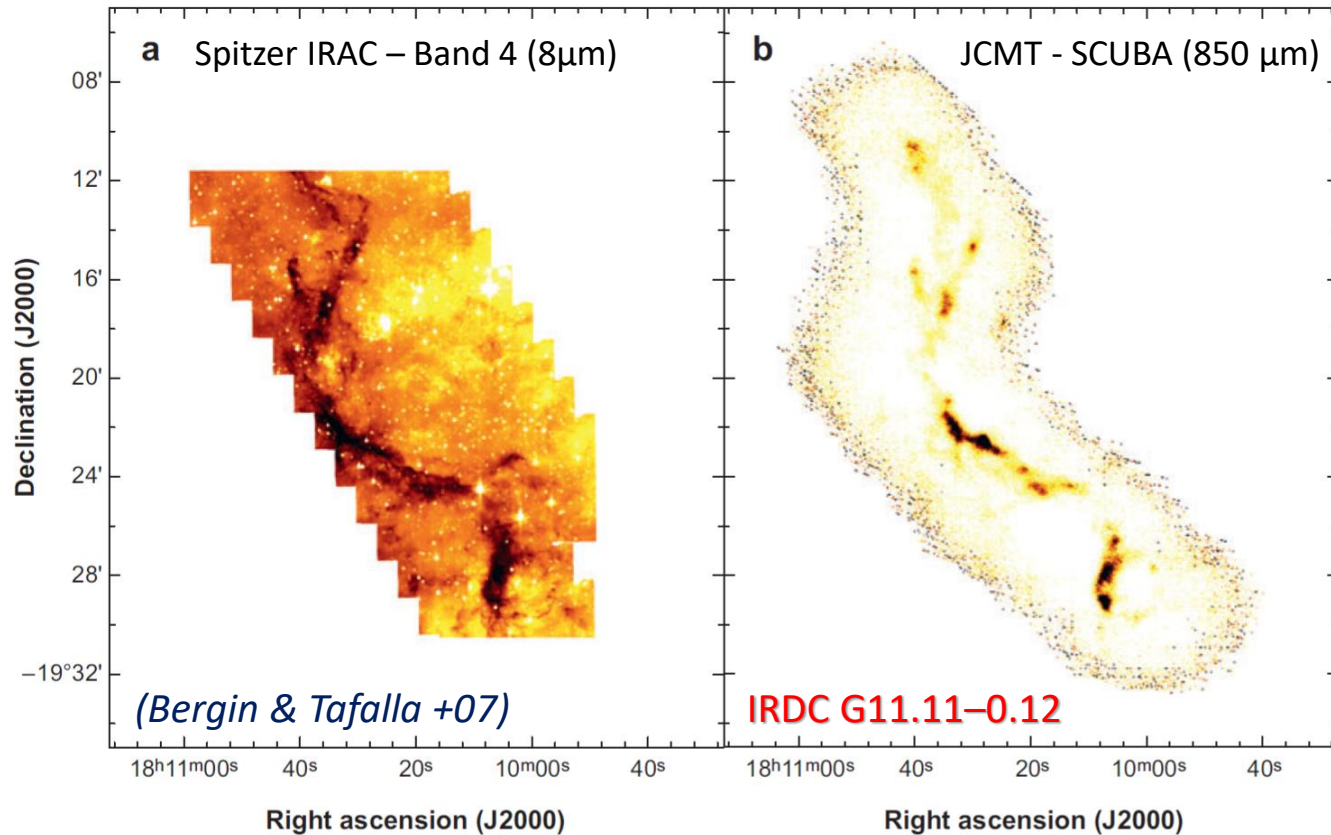 a Spitzer IRAC – Band 4 (8µm)
b JCMT - SCUBA (850 µm)
08'
12'
16'
20'
24'
28'
–19°32'
Declination (J2000)
(Bergin & Tafalla +07)
IRDC G11.11–0.12
18ʰ11ᵐ00ˢ 40ˢ 20ˢ 10ᵐ00ˢ 40ˢ
18ʰ11ᵐ00ˢ 40ˢ 20ˢ 10ᵐ00ˢ 40ˢ
Right ascension (J2000)
Right ascension (J2000)